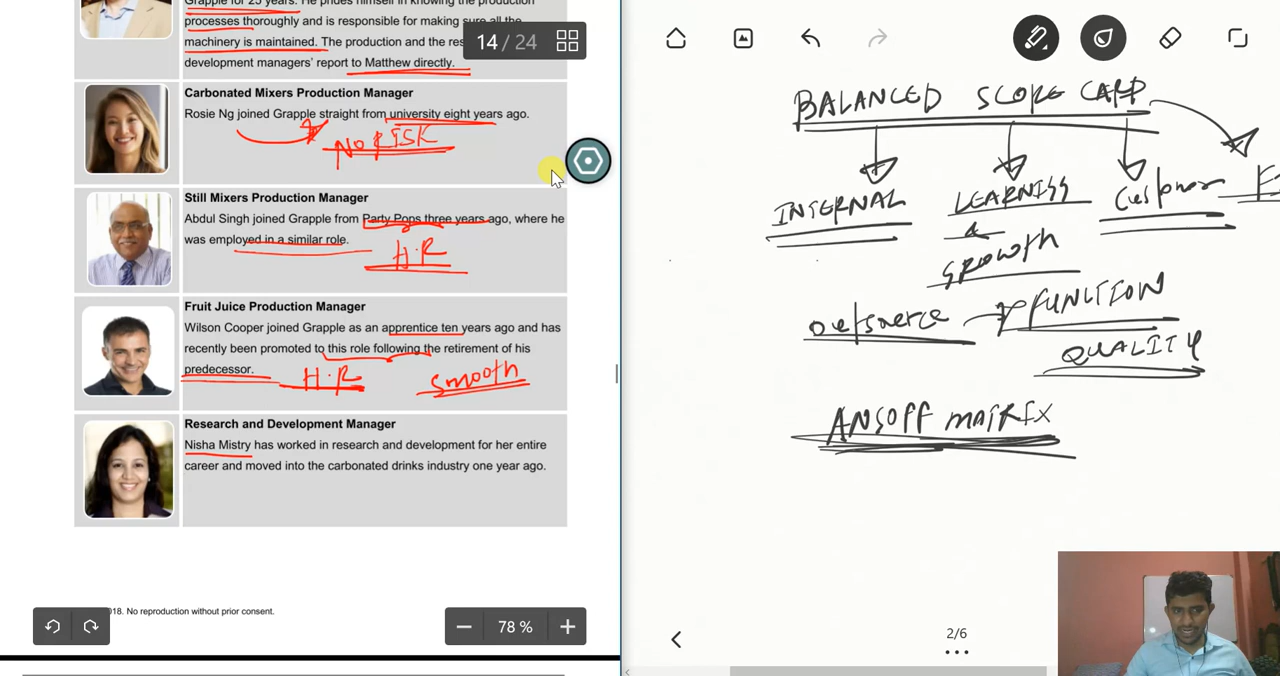 Grapple for 25 years. He prides himself in knowing the production
processes thoroughly and is responsible for making sure all the
machinery is maintained. The production and the res
development managers' report to Matthew directly.
14 / 24
Carbonated Mixers Production Manager
Rosie Ng joined Grapple straight from university eight years ago.
NO RISK
Still Mixers Production Manager
Abdul Singh joined Grapple from Party Pops three years ago, where he
was employed in a similar role.
H.R
Fruit Juice Production Manager
Wilson Cooper joined Grapple as an apprentice ten years ago and has
recently been promoted to this role following the retirement of his
predecessor.
H.R smooth
Research and Development Manager
Nisha Mistry has worked in research and development for her entire
career and moved into the carbonated drinks industry one year ago.
018. No reproduction without prior consent.
78 %
BALANCED SCORE CARD
INTERNAL
LEARNING
&
GROWTH
Customer
outsource
FUNCTION
QUALITY
ANSOFF MATRIX
2/6